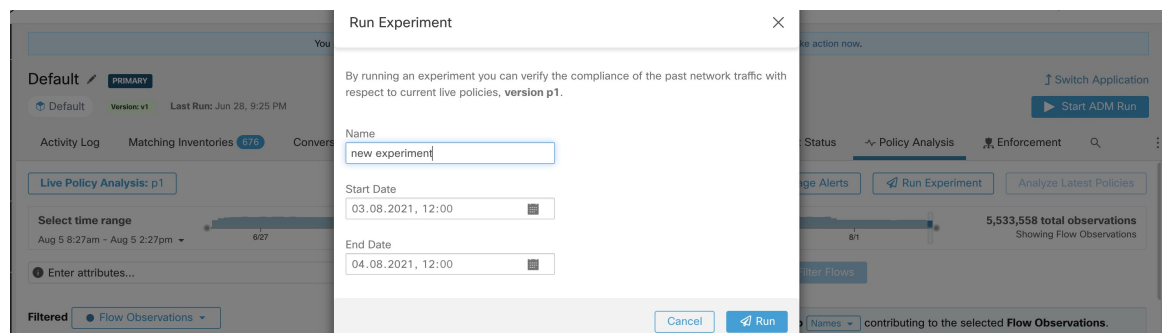 Run Experiment
You
ke action now.
Default PRIMARY
Switch Application
By running an experiment you can verify the compliance of the past network traffic with
respect to current live policies, version p1.
Default Version: v1 Last Run: Jun 28, 9:25 PM
Start ADM Run
Name
Activity Log Matching Inventories 676 Convers
Status Policy Analysis Enforcement
new experiment
Live Policy Analysis: p1
age Alerts Run Experiment Analyze Latest Policies
Start Date
03.08.2021, 12:00
Select time range
5,533,558 total observations
Aug 5 8:27am - Aug 5 2:27pm
6/27
8/1
Showing Flow Observations
End Date
04.08.2021, 12:00
Enter attributes...
Filter Flows
Filtered Flow Observations
Cancel Run
Names contributing to the selected Flow Observations.